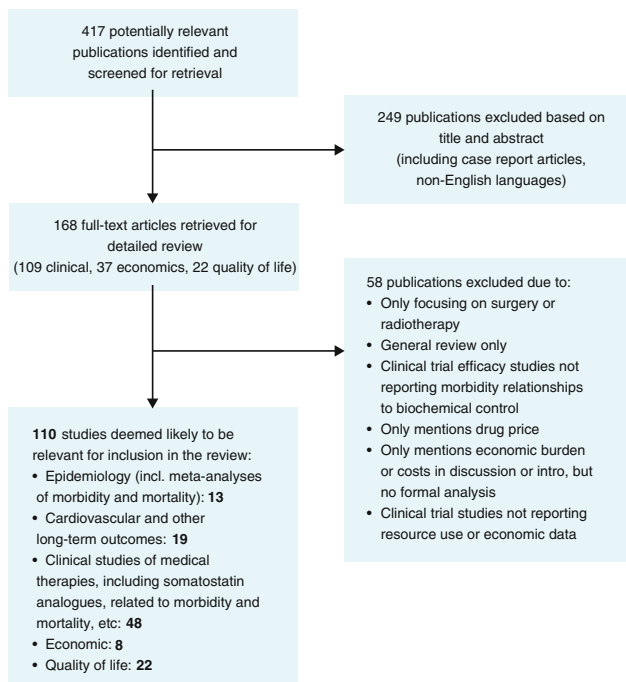 417 potentially relevant
publications identified and
screened for retrieval
249 publications excluded based on
title and abstract
(including case report articles,
non-English languages)
168 full-text articles retrieved for
detailed review
(109 clinical, 37 economics, 22 quality of life)
58 publications excluded due to:
• Only focusing on surgery or
radiotherapy
• General review only
• Clinical trial efficacy studies not
reporting morbidity relationships
to biochemical control
• Only mentions drug price
• Only mentions economic burden
or costs in discussion or intro, but
no formal analysis
• Clinical trial studies not reporting
resource use or economic data
110 studies deemed likely to be
relevant for inclusion in the review:
• Epidemiology (incl. meta-analyses
of morbidity and mortality): 13
• Cardiovascular and other
long-term outcomes: 19
• Clinical studies of medical
therapies, including somatostatin
analogues, related to morbidity and
mortality, etc: 48
• Economic: 8
• Quality of life: 22